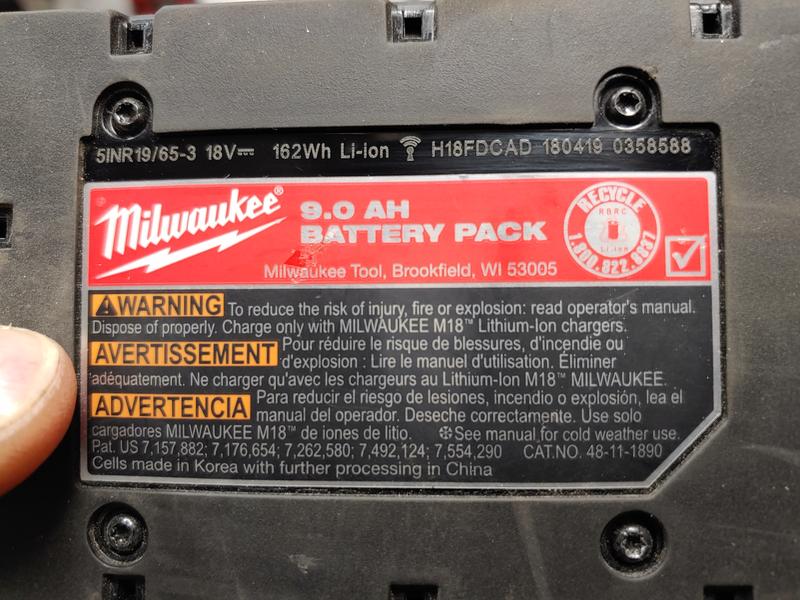 5INR19/65-3 18V⎓ 162Wh Li-ion H18FDCAD 180419 0358588
Milwaukee®
9.0 AH
BATTERY PACK
Milwaukee Tool, Brookfield, WI 53005
RECYCLE
RBRC
Li-ion
1.800.822.8837
⚠WARNING To reduce the risk of injury, fire or explosion: read operator's manual.
Dispose of properly. Charge only with MILWAUKEE M18™ Lithium-Ion chargers.
AVERTISSEMENT Pour réduire le risque de blessures, d'incendie ou
d'explosion : Lire le manuel d'utilisation. Éliminer
adéquatement. Ne charger qu'avec les chargeurs au Lithium-Ion M18™ MILWAUKEE.
ADVERTENCIA Para reducir el riesgo de lesiones, incendio o explosión, lea el
manual del operador. Deseche correctamente. Use solo
cargadores MILWAUKEE M18™ de iones de litio. ❄See manual for cold weather use.
Pat. US 7,157,882; 7,176,654; 7,262,580; 7,492,124; 7,554,290 CAT.NO. 48-11-1890
Cells made in Korea with further processing in China